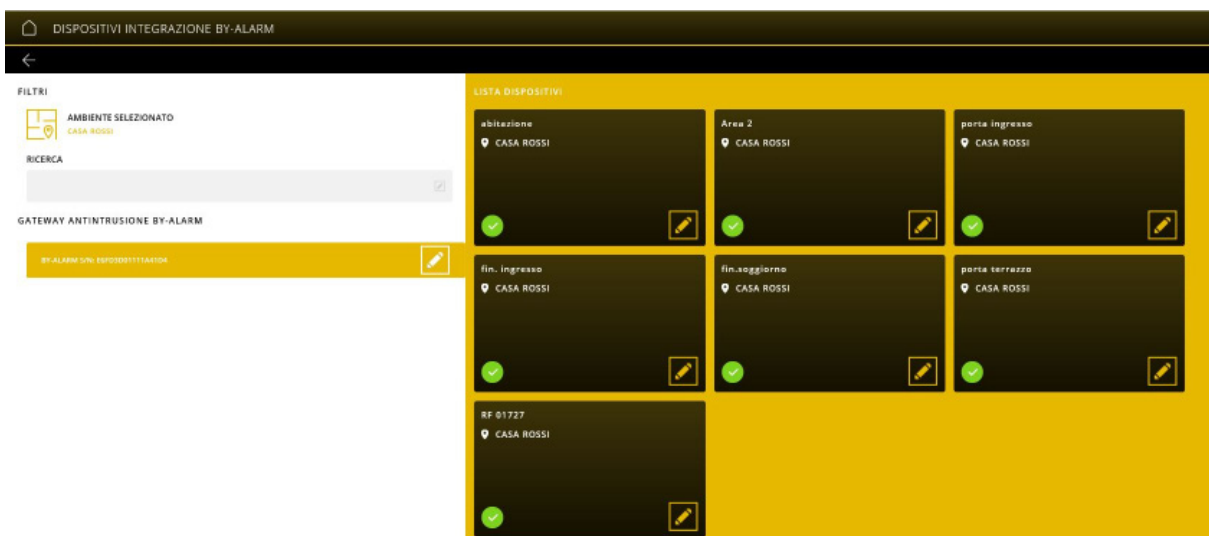 DISPOSITIVI INTEGRAZIONE BY-ALARM
FILTRI
AMBIENTE SELEZIONATO
CASA ROSSI
RICERCA
GATEWAY ANTINTRUSIONE BY-ALARM
BY-ALARM S/N:
LISTA DISPOSITIVI
abitazione
CASA ROSSI
Area 2
CASA ROSSI
porta ingresso
CASA ROSSI
fin. ingresso
CASA ROSSI
fin.soggiorno
CASA ROSSI
porta terrazzo
CASA ROSSI
RF 01727
CASA ROSSI